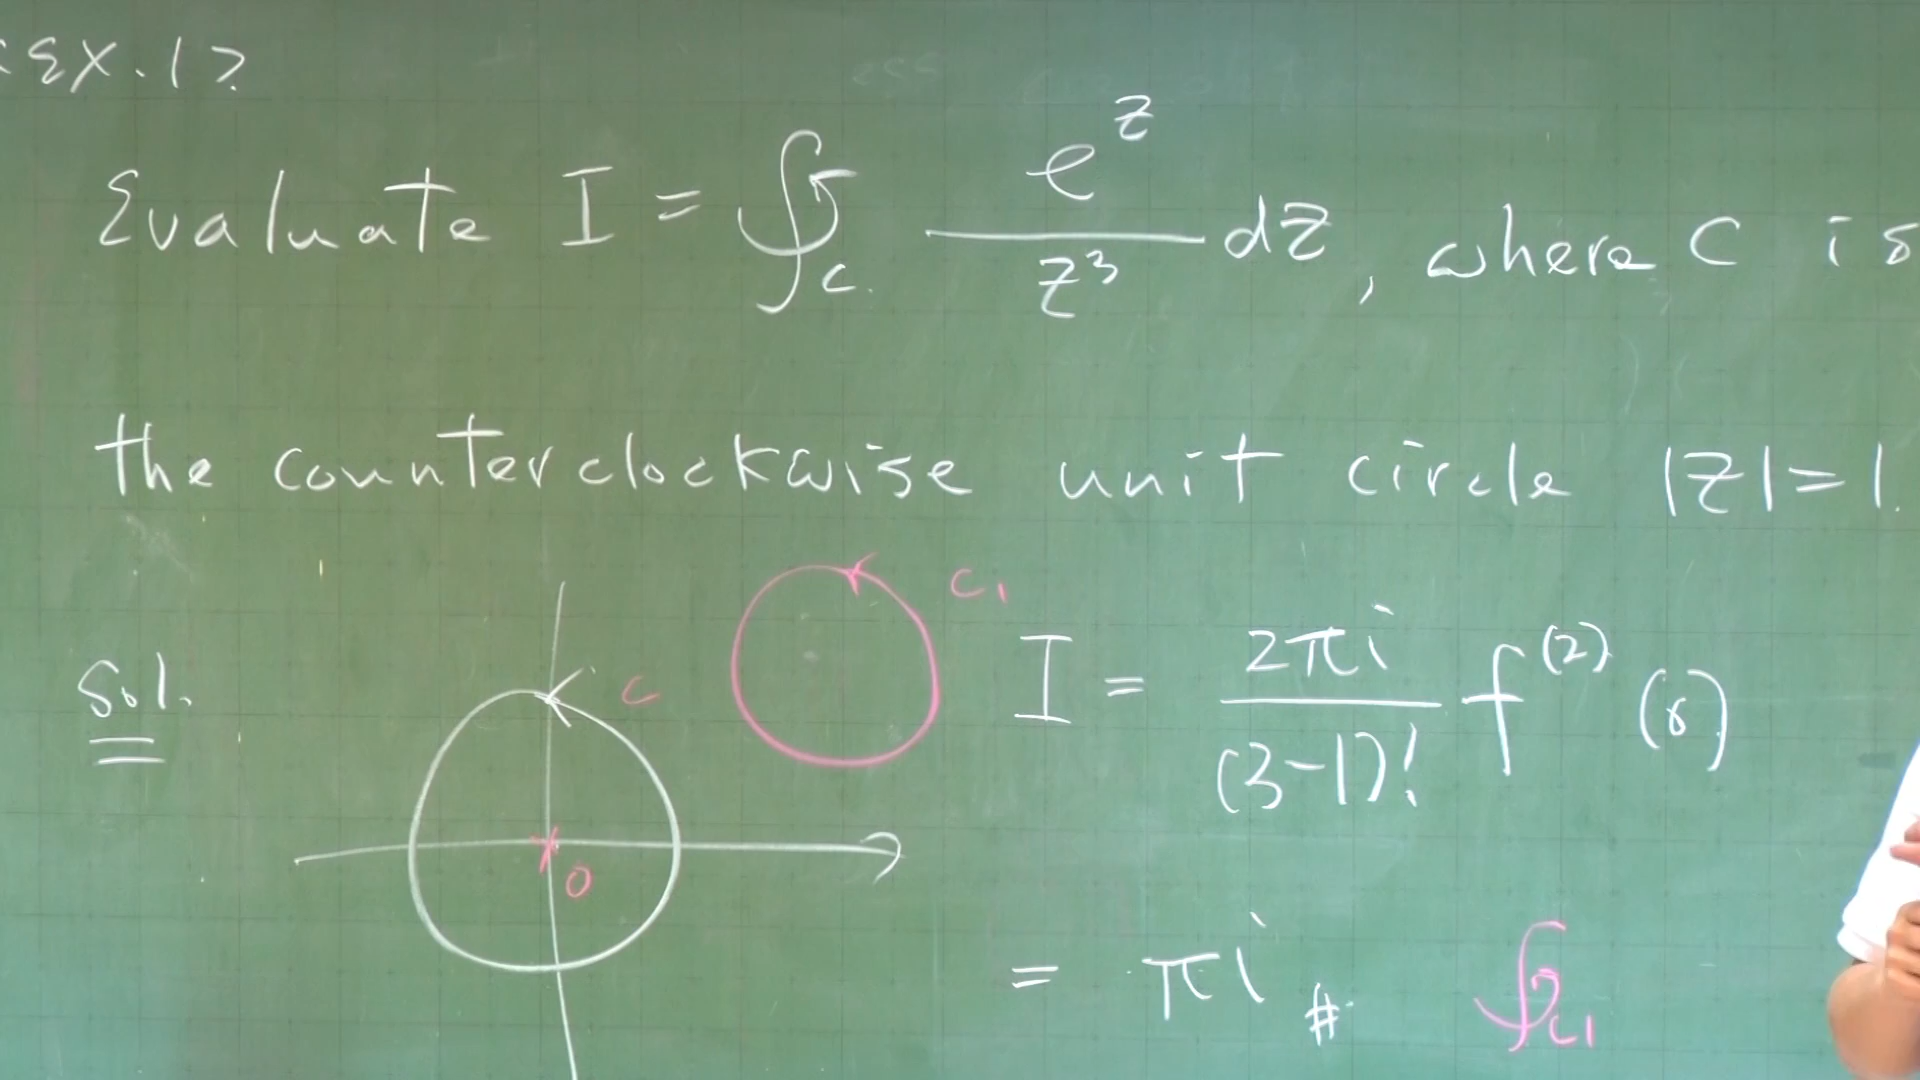 <Ex.1>
Evaluate I = ∮_C e^z / z^3 dz, where C is
the counterclockwise unit circle |z|=1.
Sol.
C
C1
0
I = 2πi / (3-1)! f^(2) (0)
= πi #
∮_C1